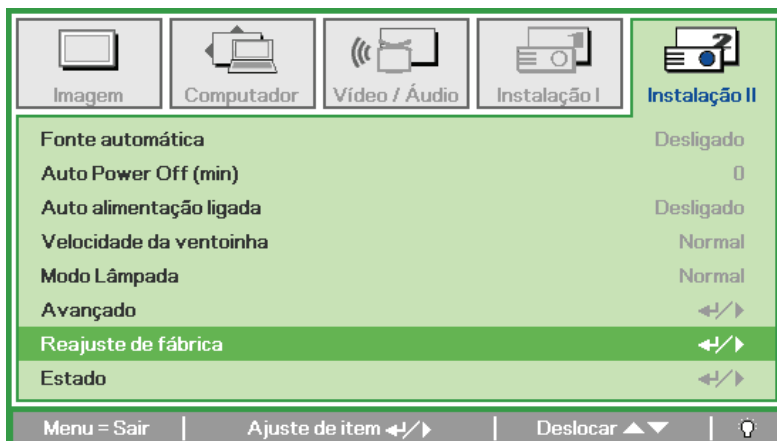 Imagem
Computador
Vídeo / Áudio
Instalação I
Instalação II
Fonte automática Desligado
Auto Power Off (min) 0
Auto alimentação ligada Desligado
Velocidade da ventoinha Normal
Modo Lâmpada Normal
Avançado ↵/▶
Reajuste de fábrica ↵/▶
Estado ↵/▶
Menu = Sair | Ajuste de item ↵/▶ | Deslocar ▲▼ |